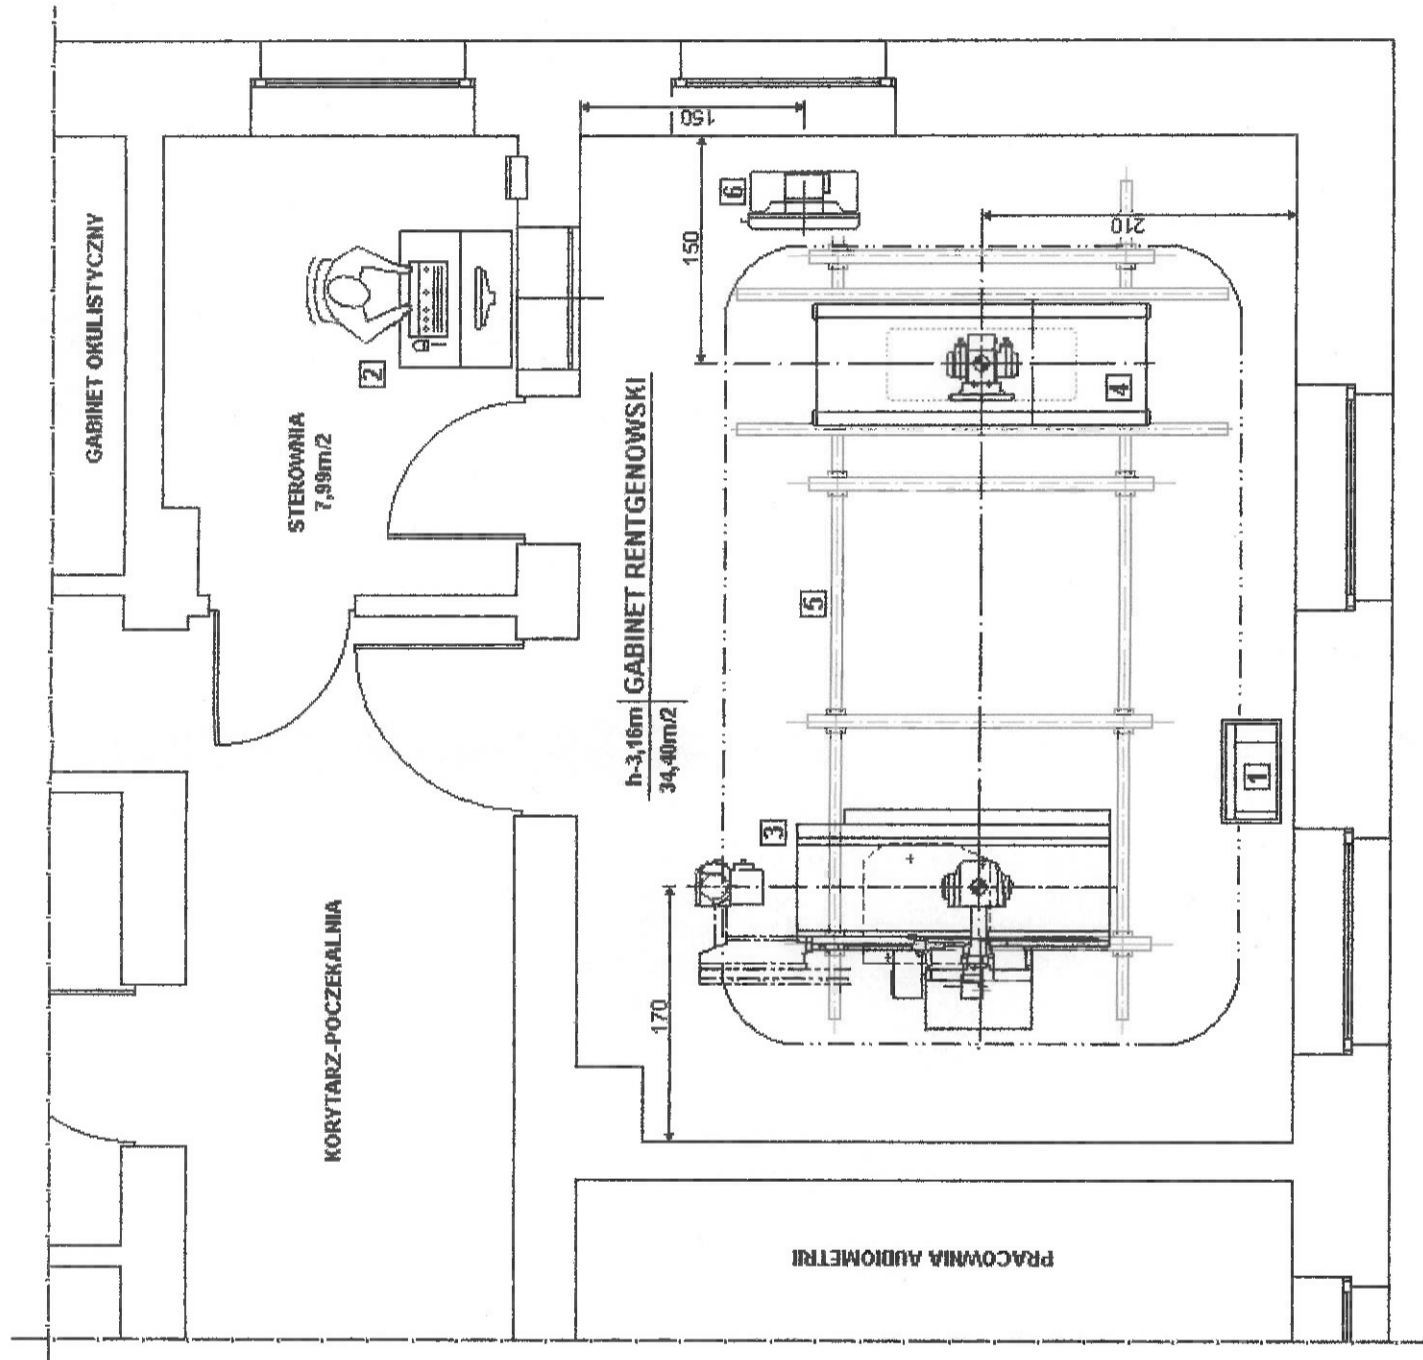 GABINET OKULISTYCZNY
STEROWNIA
7,99m/2
2
150
150
6
210
4
GABINET RENTGENOWSKI
h-3,16m
34,40m/2
5
1
3
170
KORYTARZ-POCZEKALNIA
PRACOWNIA AUDIOMETRII